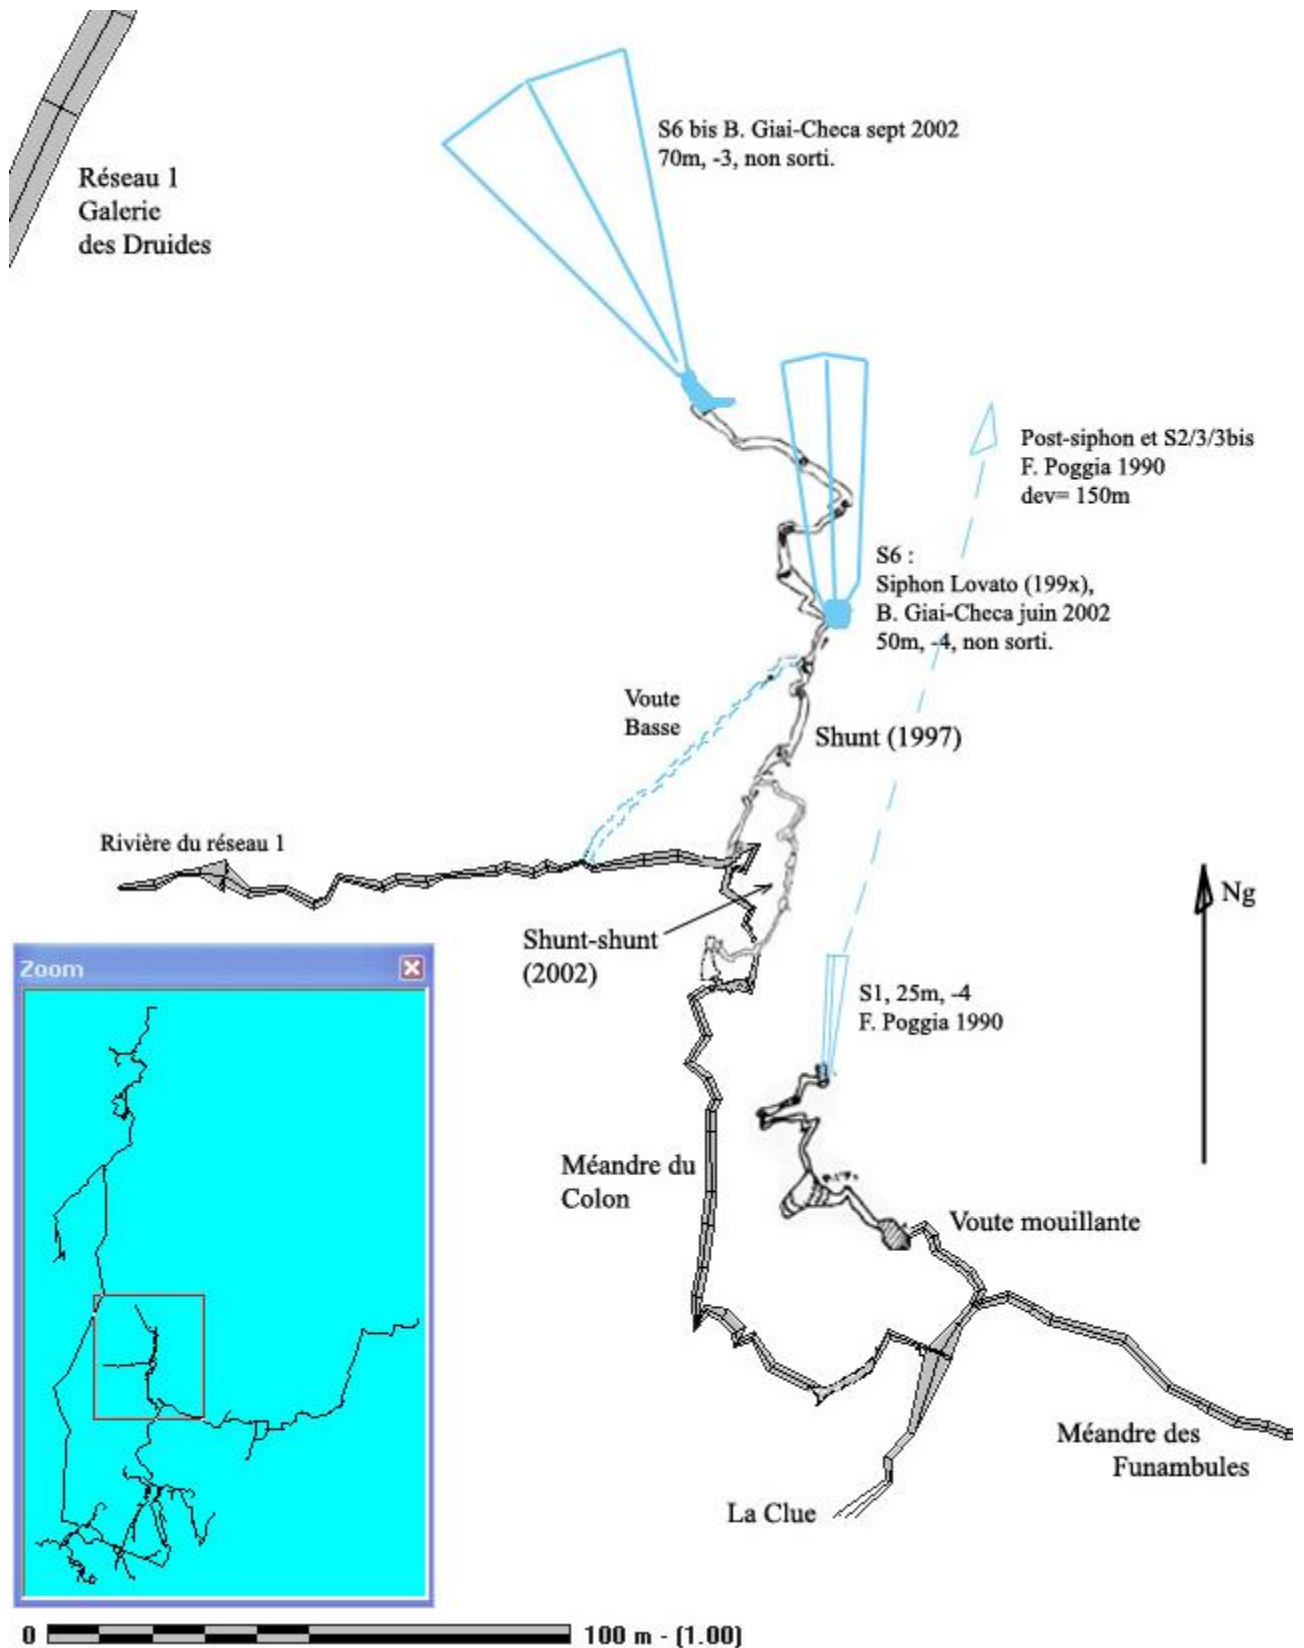 Réseau 1
Galerie
des Druides
S6 bis B. Giai-Checa sept 2002
70m, -3, non sorti.
Post-siphon et S2/3/3bis
F. Poggia 1990
dev= 150m
S6 :
Siphon Lovato (199x),
B. Giai-Checa juin 2002
50m, -4, non sorti.
Voute
Basse
Shunt (1997)
Rivière du réseau 1
Ng
Shunt-shunt
(2002)
Zoom
S1, 25m, -4
F. Poggia 1990
Méandre du
Colon
Voute mouillante
Méandre des
Funambules
La Clue
0 100 m - (1.00)